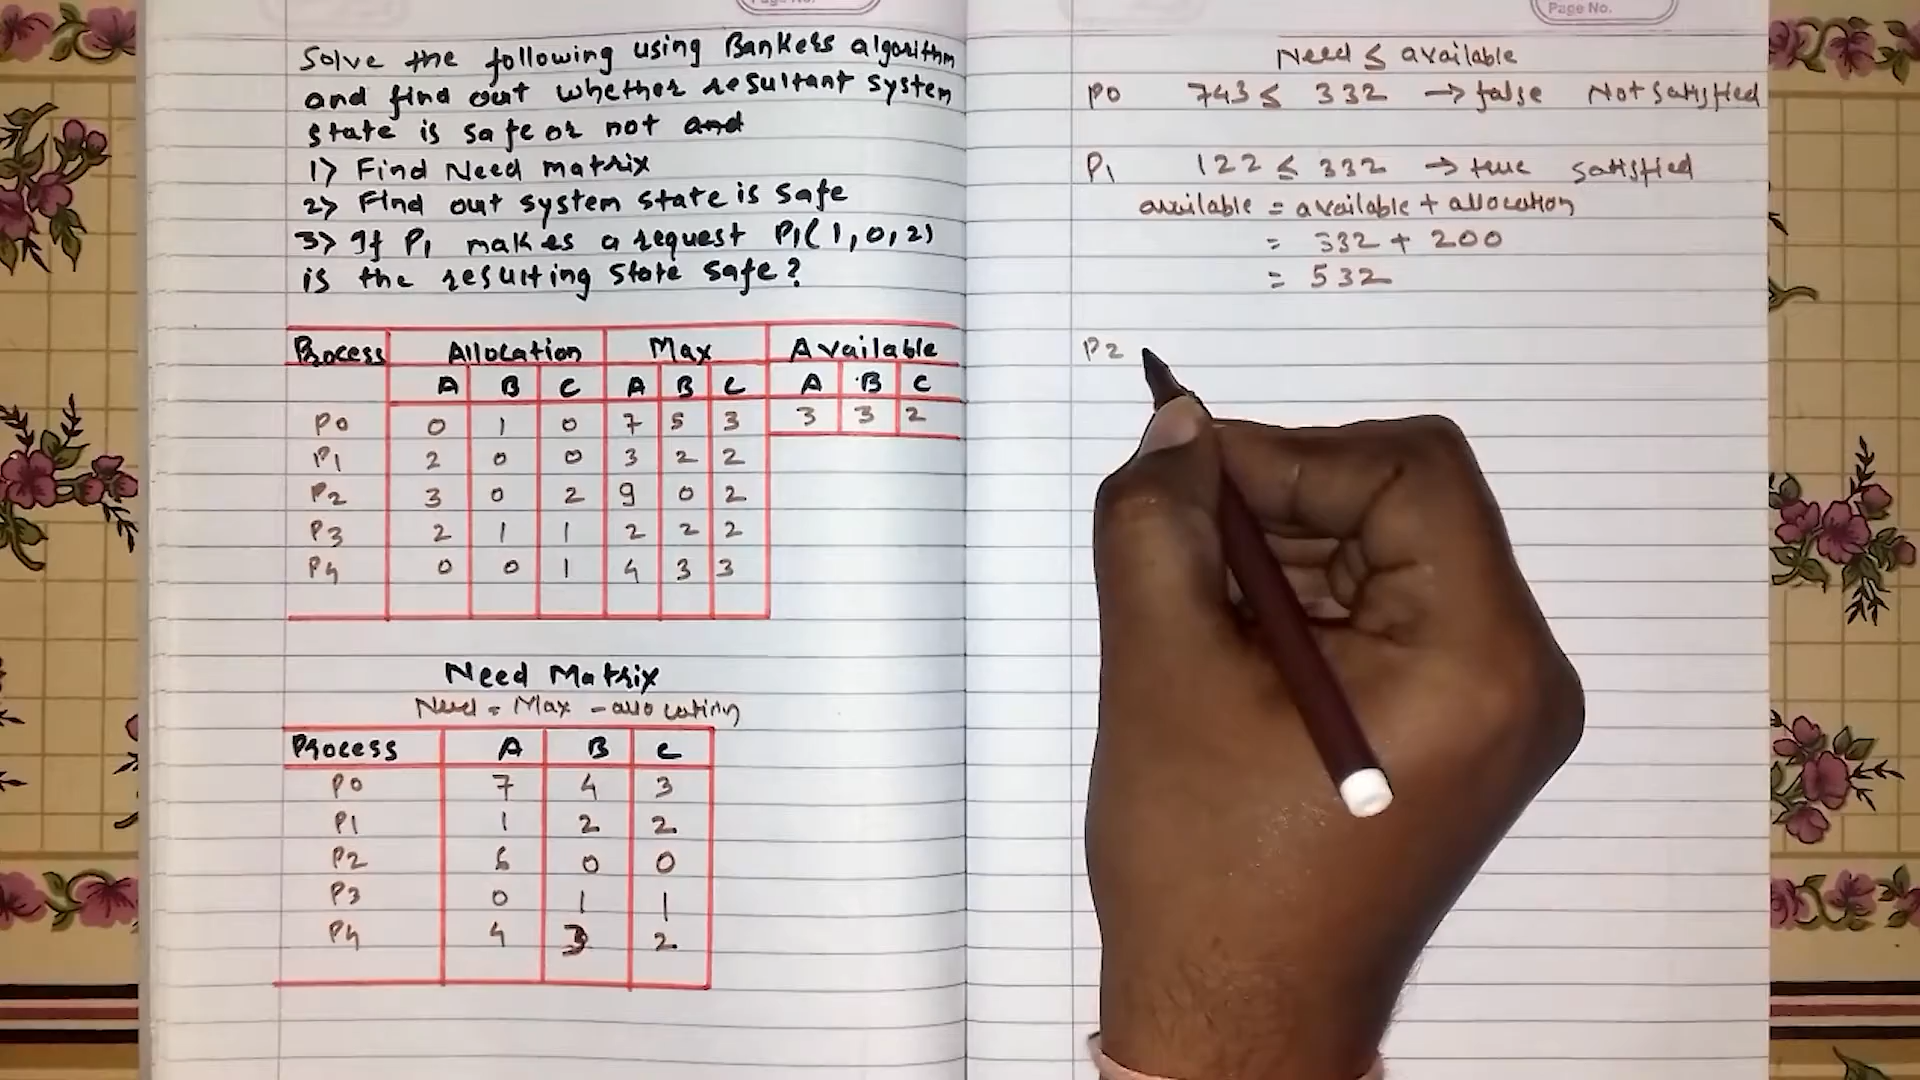 Page No.
Solve the following using Bankers algorithm
and find out whether resultant system
state is safe or not and
1) Find Need matrix
2) Find out system state is safe
3) If P1 makes a request P1(1,0,2)
is the resulting state safe?
Process Allocation Max Available
A B C A B C A B C
P0 0 1 0 7 5 3 3 3 2
P1 2 0 0 3 2 2
P2 3 0 2 9 0 2
P3 2 1 1 2 2 2
P4 0 0 1 4 3 3
Need Matrix
Need = Max - allocation
Process A B C
P0 7 4 3
P1 1 2 2
P2 6 0 0
P3 0 1 1
P4 4 3 2
Page No.
Need ≤ available
P0 743 ≤ 332 → false Not satisfied
P1 122 ≤ 332 → true satisfied
available = available + allocation
= 332 + 200
= 532
P2